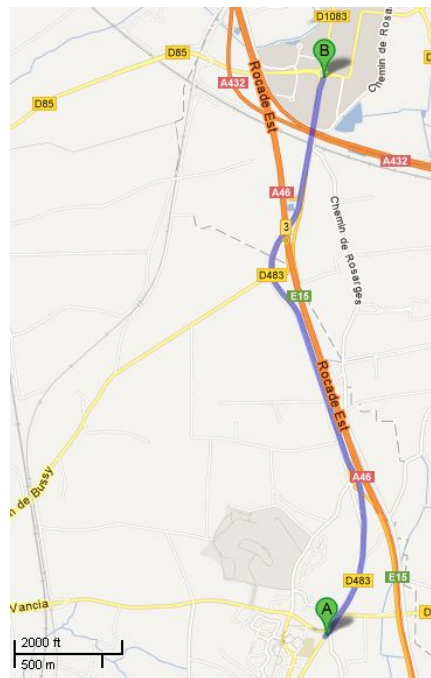 D1083
Chemin de Rosar
B
D85
D85
A432
Rocade Est
A432
A46
Chemin de Rosarges
3
D483
E15
Rocade Est
n de Bussy
A46
D483
E15
A
Vancia
D
2000 ft
500 m